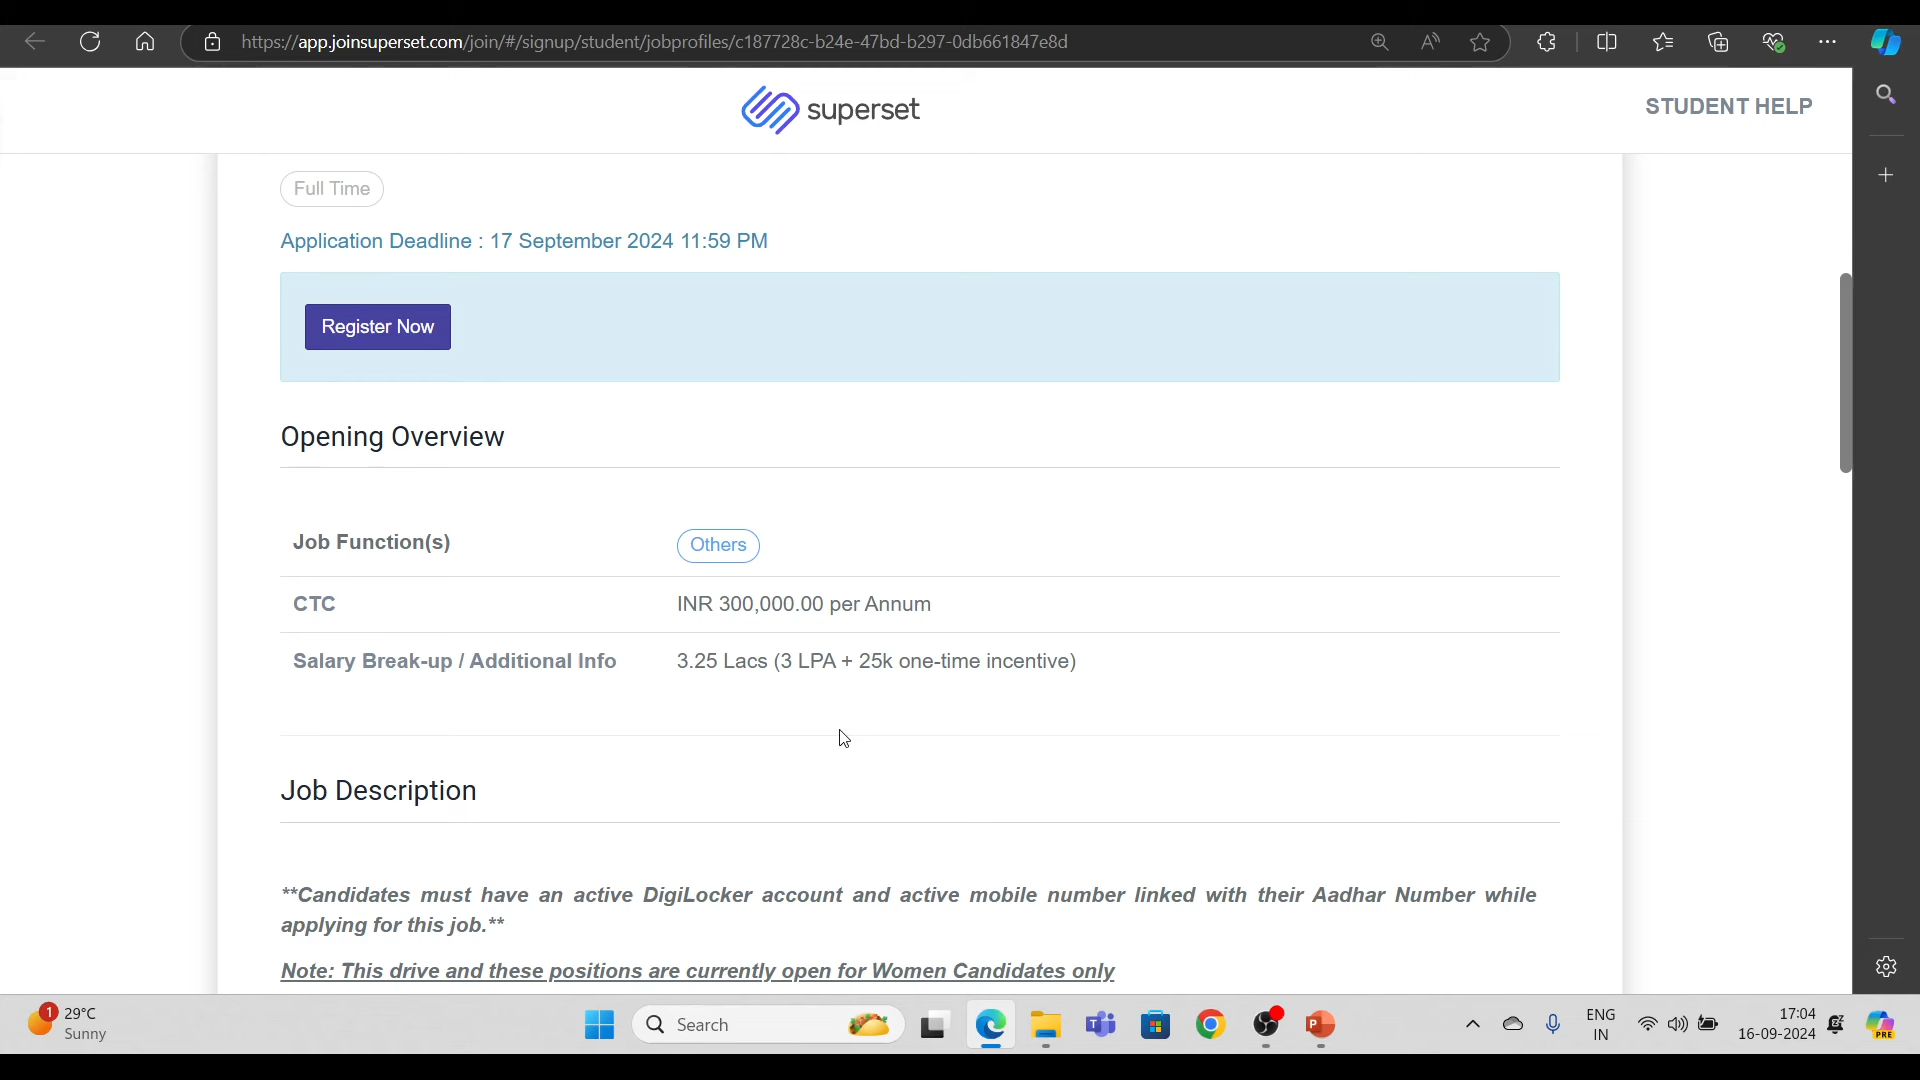 https://app.joinsuperset.com/join/#/signup/student/jobprofiles/c187728c-b24e-47bd-b297-0db661847e8d
superset
STUDENT HELP
Full Time
Application Deadline : 17 September 2024 11:59 PM
Register Now
Opening Overview
Job Function(s) Others
CTC INR 300,000.00 per Annum
Salary Break-up / Additional Info 3.25 Lacs (3 LPA + 25k one-time incentive)
Job Description
**Candidates must have an active DigiLocker account and active mobile number linked with their Aadhar Number while
applying for this job.**
Note: This drive and these positions are currently open for Women Candidates only
1
29°C
Sunny
Search
ENG
IN
17:04
16-09-2024
PRE